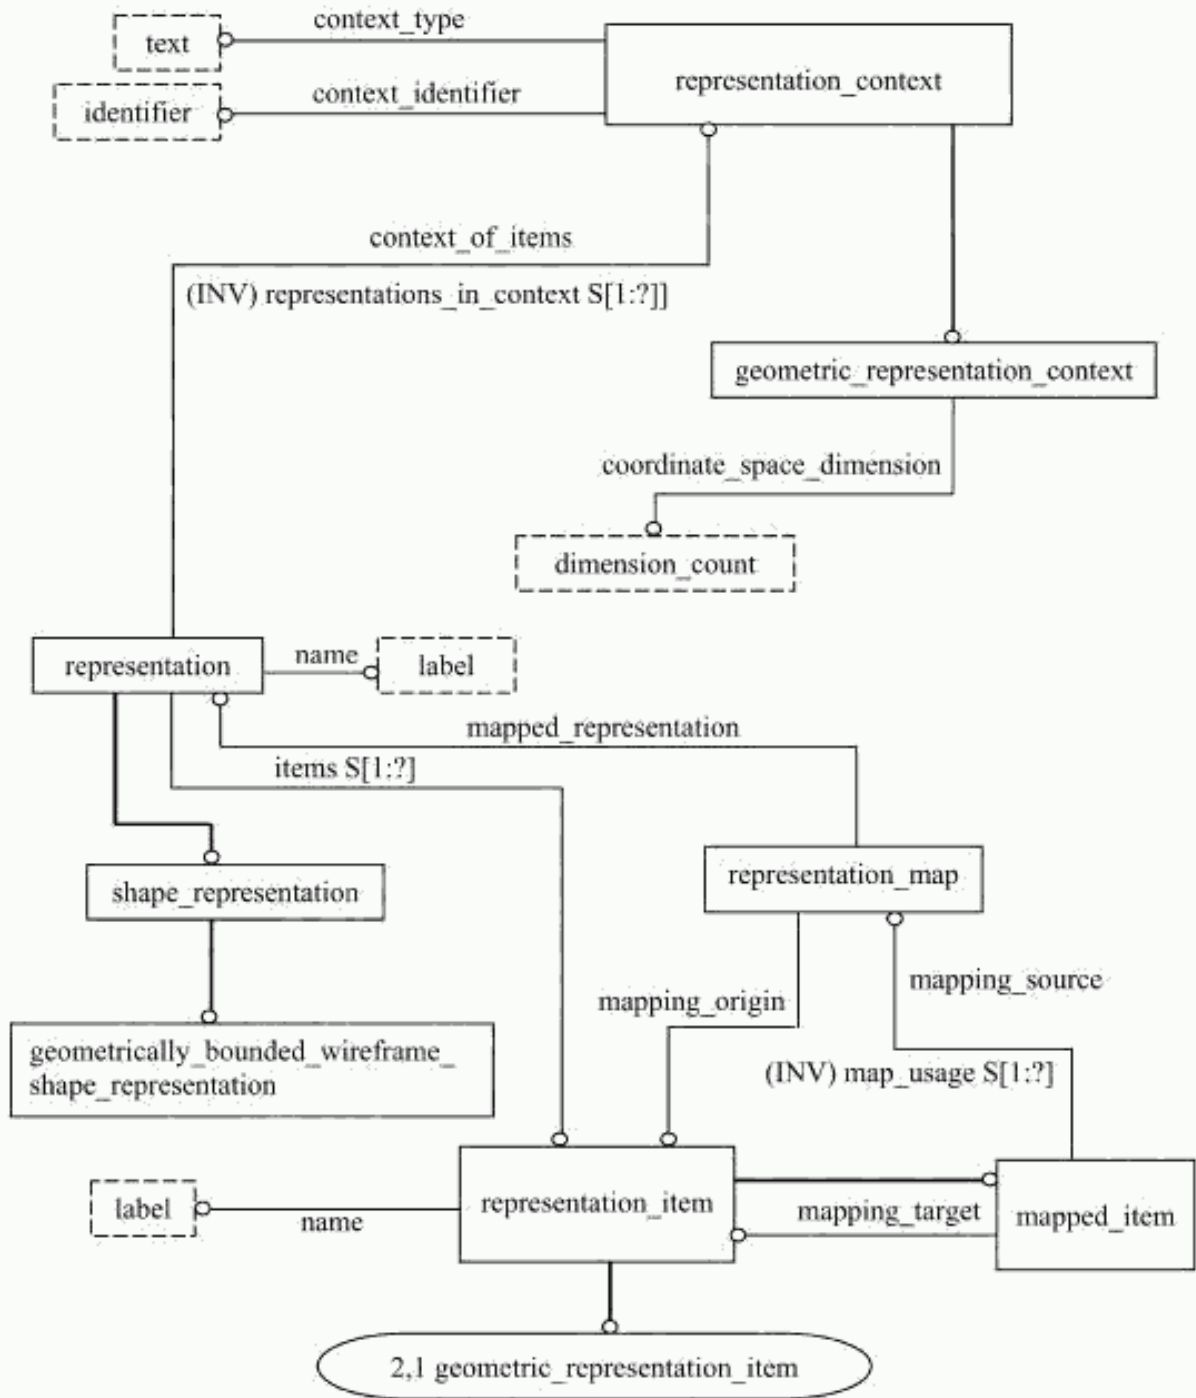 context_type
text
representation_context
context_identifier
identifier
context_of_items
(INV) representations_in_context S[1:?]]
geometric_representation_context
coordinate_space_dimension
dimension_count
representation
name
label
mapped_representation
items S[1:?]
representation_map
shape_representation
mapping_source
mapping_origin
geometrically_bounded_wireframe_
shape_representation
(INV) map_usage S[1:?]
representation_item
label
name
mapping_target
mapped_item
2,1 geometric_representation_item